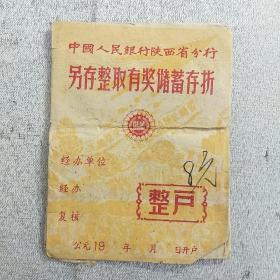 中國人民銀行陝西省分行
另存整取有奖儲蓄存折
经办单位
经办
复核
整戶
公元19 年 月 日开户